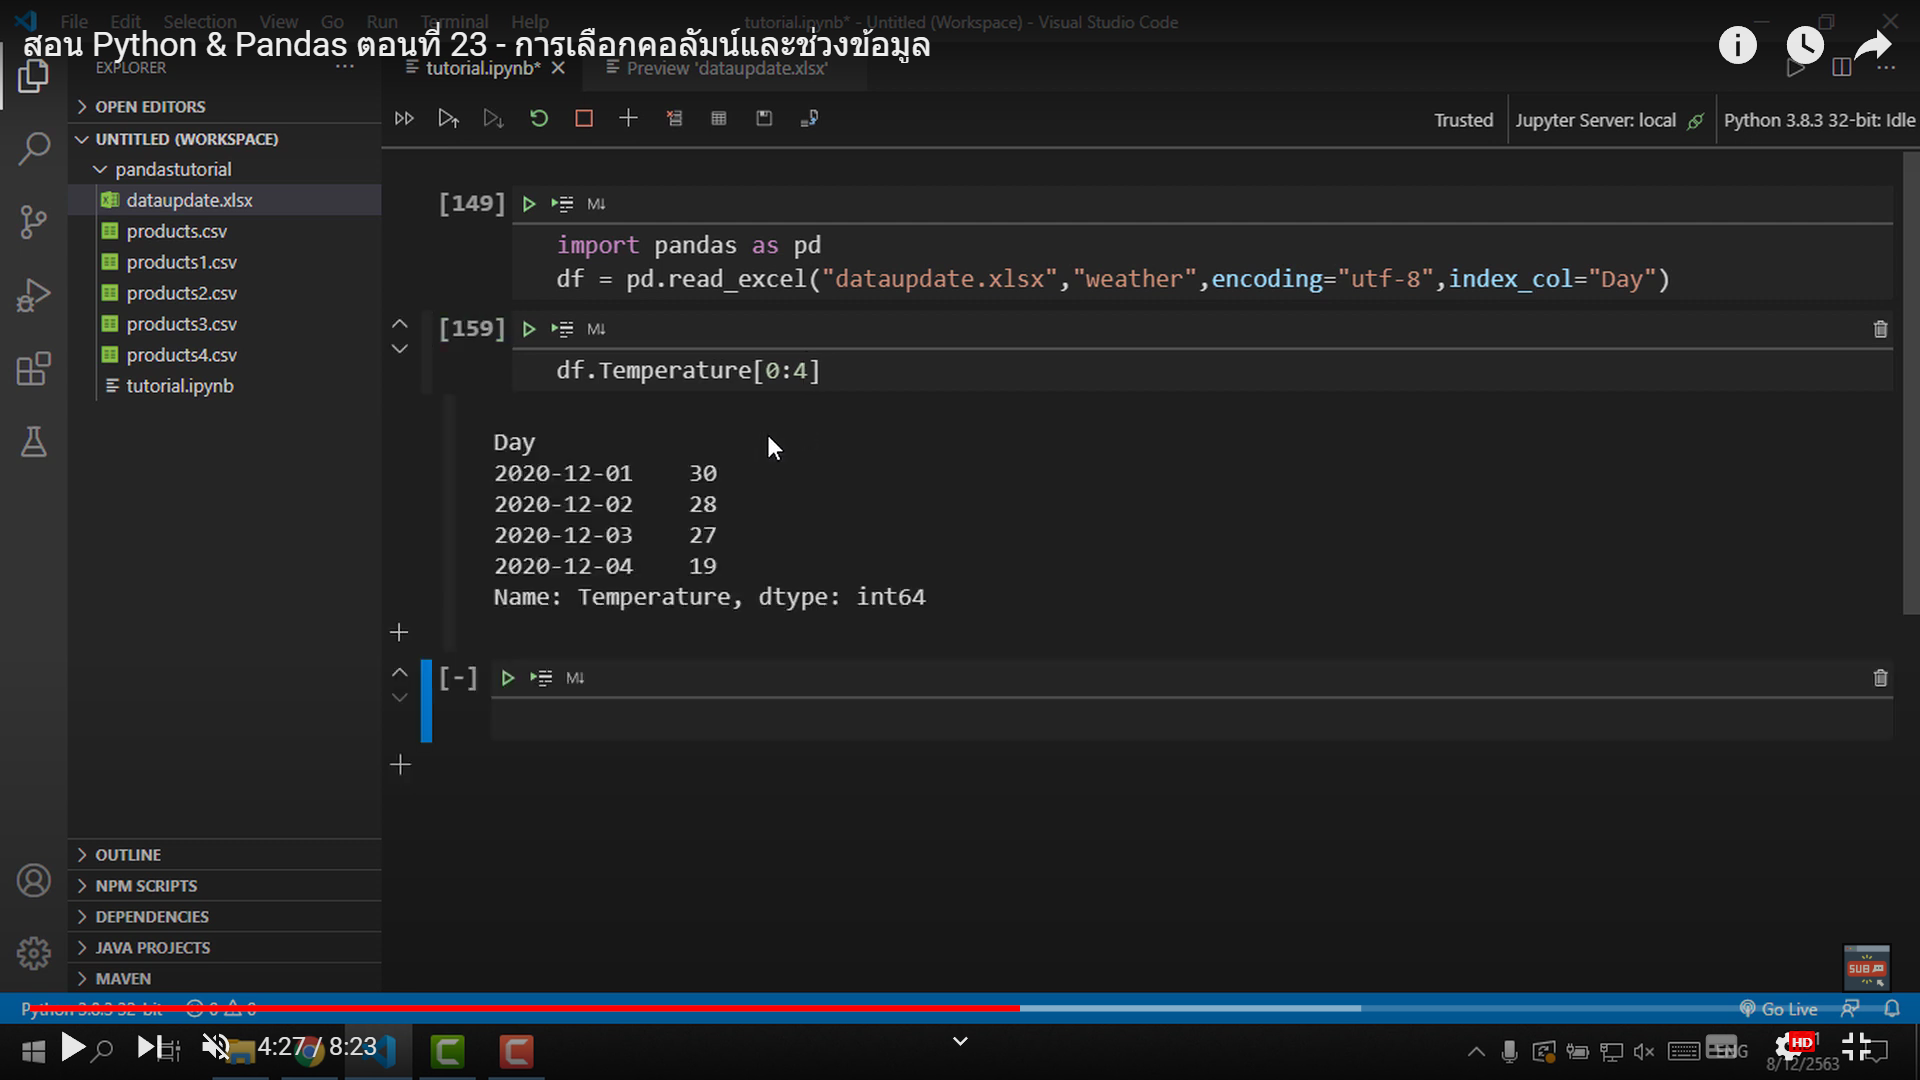 File Edit Selection View Go Run Terminal Help
tutorial.ipynb* - Untitled (Workspace) - Visual Studio Code
สอน Python & Pandas ตอนที่ 23 - การเลือกคอลัมน์และช่วงข้อมูล
EXPLORER
tutorial.ipynb*
Preview 'dataupdate.xlsx'
OPEN EDITORS
UNTITLED (WORKSPACE)
pandastutorial
dataupdate.xlsx
products.csv
products1.csv
products2.csv
products3.csv
products4.csv
tutorial.ipynb
Trusted
Jupyter Server: local
Python 3.8.3 32-bit: Idle
[149] M↓
import pandas as pd
df = pd.read_excel("dataupdate.xlsx","weather",encoding="utf-8",index_col="Day")
[159] M↓
df.Temperature[0:4]
Day
2020-12-01 30
2020-12-02 28
2020-12-03 27
2020-12-04 19
Name: Temperature, dtype: int64
[-] M↓
OUTLINE
NPM SCRIPTS
DEPENDENCIES
JAVA PROJECTS
MAVEN
SUB
Python 3.8.3 32-bit 0 0
Go Live
4:27 / 8:23
ENG
HD
8/12/2563